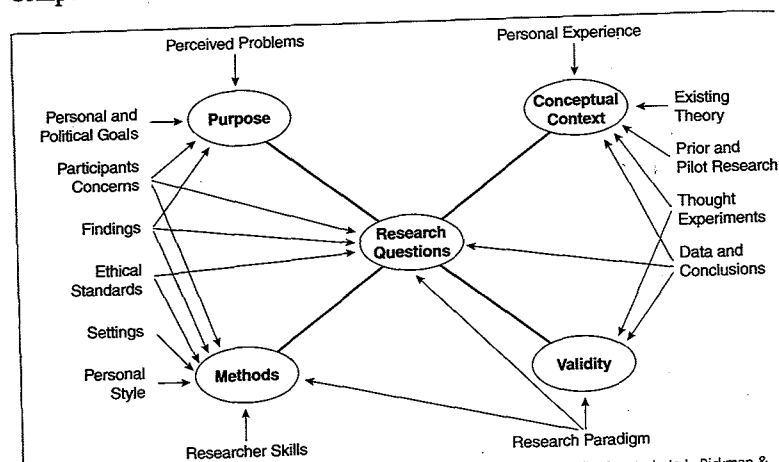 Perceived Problems
Personal Experience
Personal and
Political Goals
Purpose
Conceptual
Context
Existing
Theory
Participants
Concerns
Prior and
Pilot Research
Findings
Research
Questions
Thought
Experiments
Ethical
Standards
Data and
Conclusions
Settings
Personal
Style
Methods
Validity
Researcher Skills
Research Paradigm